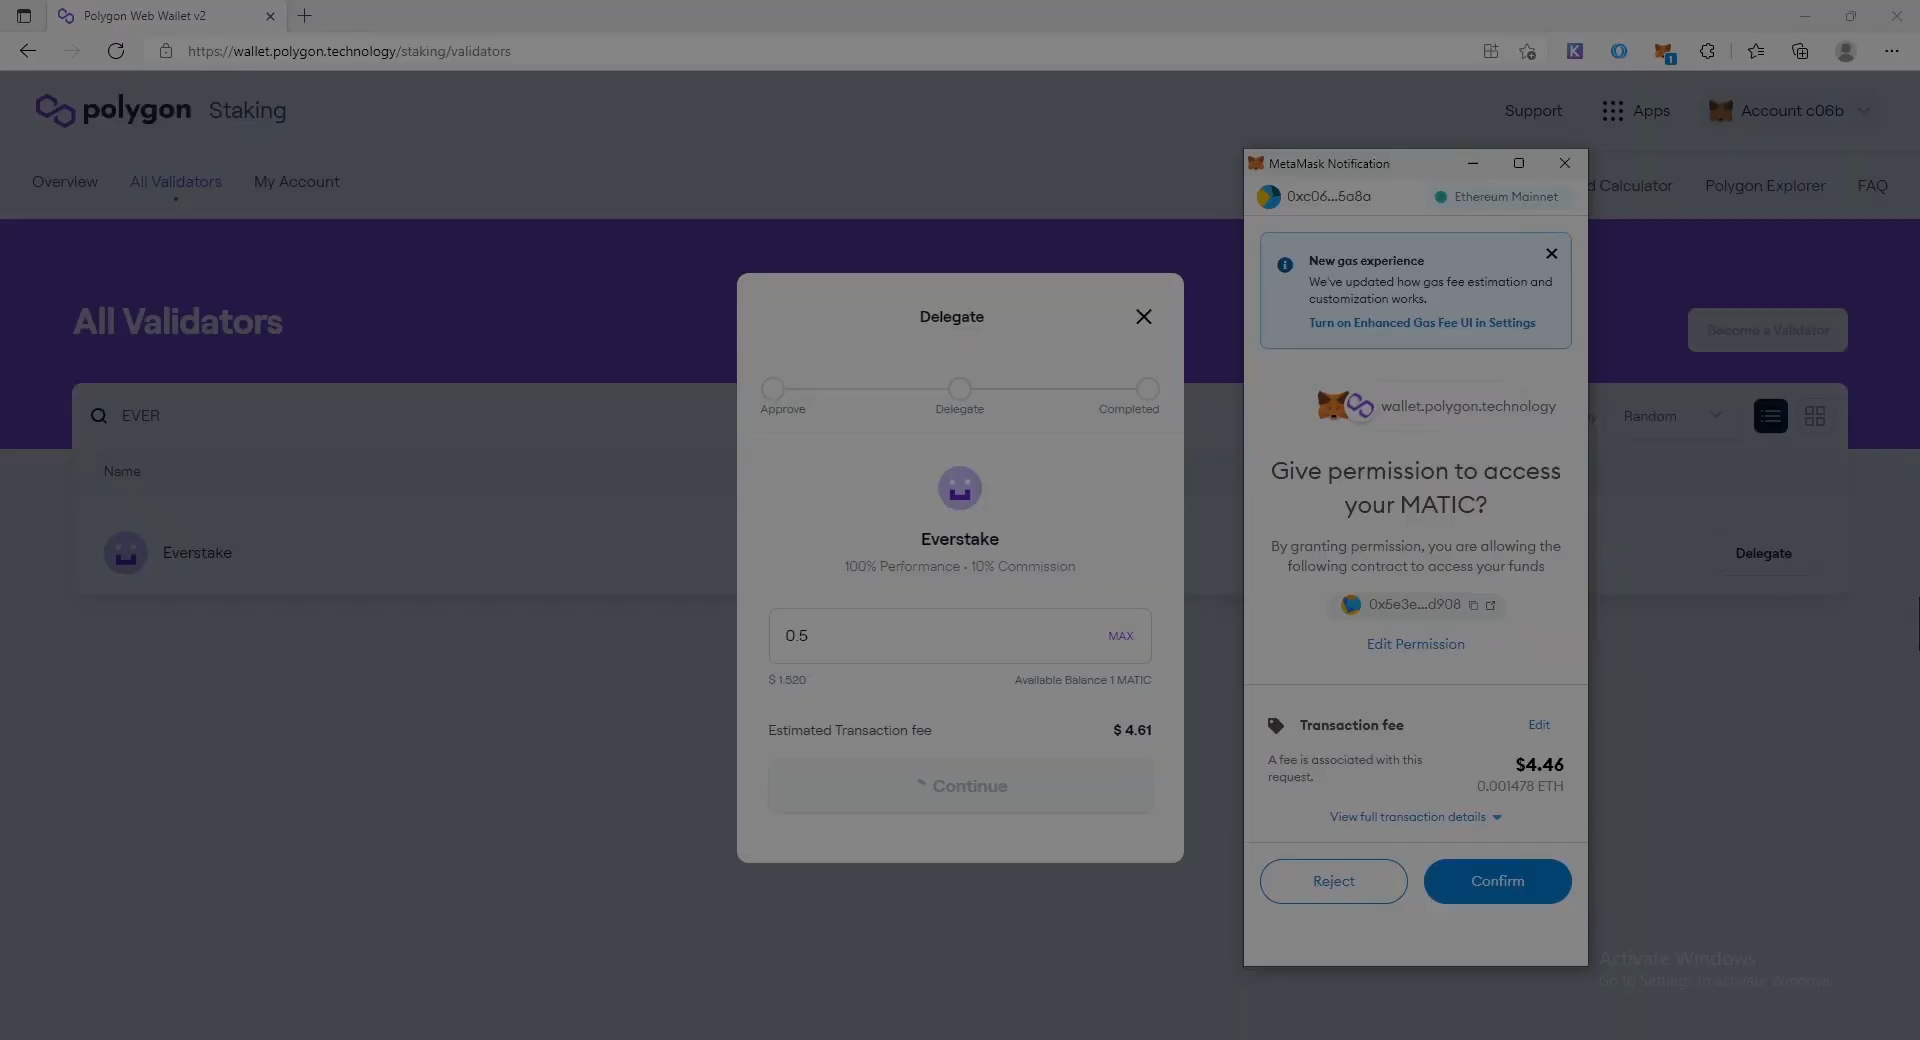 Polygon Web Wallet v2
https://wallet.polygon.technology/staking/validators
K
1
polygon Staking
Support
Apps
Account c06b
Overview
All Validators
My Account
d Calculator
Polygon Explorer
FAQ
All Validators
Become a Validator
EVER
Random
Name
Everstake
Delegate
Delegate
Approve
Delegate
Completed
Everstake
100% Performance • 10% Commission
0.5
MAX
$ 1.520
Available Balance 1 MATIC
Estimated Transaction fee
$ 4.61
Continue
MetaMask Notification
0xc06...5a8a
Ethereum Mainnet
New gas experience
We've updated how gas fee estimation and
customization works.
Turn on Enhanced Gas Fee UI in Settings
wallet.polygon.technology
Give permission to access
your MATIC?
By granting permission, you are allowing the
following contract to access your funds
0x5e3e...d908
Edit Permission
Transaction fee
Edit
A fee is associated with this
request.
$4.46
0.001478 ETH
View full transaction details
Reject
Confirm
Activate Windows
Go to Settings to activate Windows.